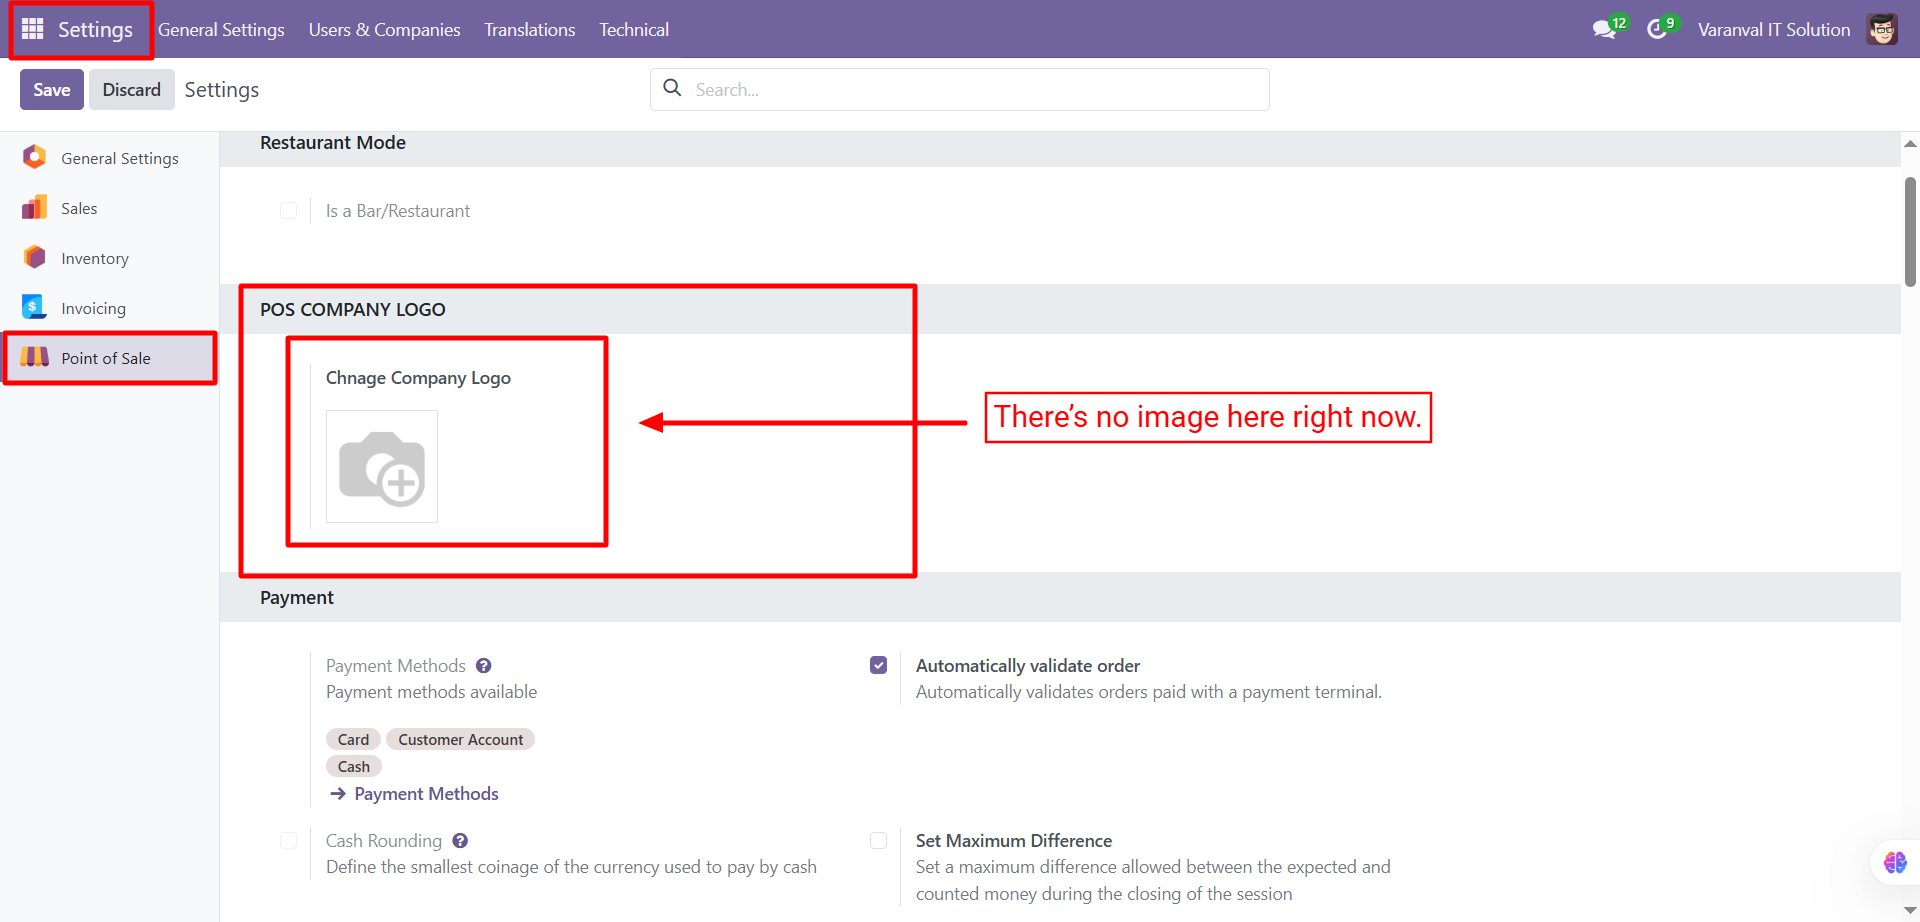 Settings General Settings Users & Companies Translations Technical 12 9 Varanval IT Solution
Save Discard Settings Search...
Restaurant Mode
General Settings
Sales
Is a Bar/Restaurant
Inventory
Invoicing
POS COMPANY LOGO
Point of Sale
Chnage Company Logo
There’s no image here right now.
Payment
Payment Methods ?
Payment methods available
Card Customer Account
Cash
Payment Methods
Automatically validate order
Automatically validates orders paid with a payment terminal.
Cash Rounding ?
Define the smallest coinage of the currency used to pay by cash
Set Maximum Difference
Set a maximum difference allowed between the expected and
counted money during the closing of the session